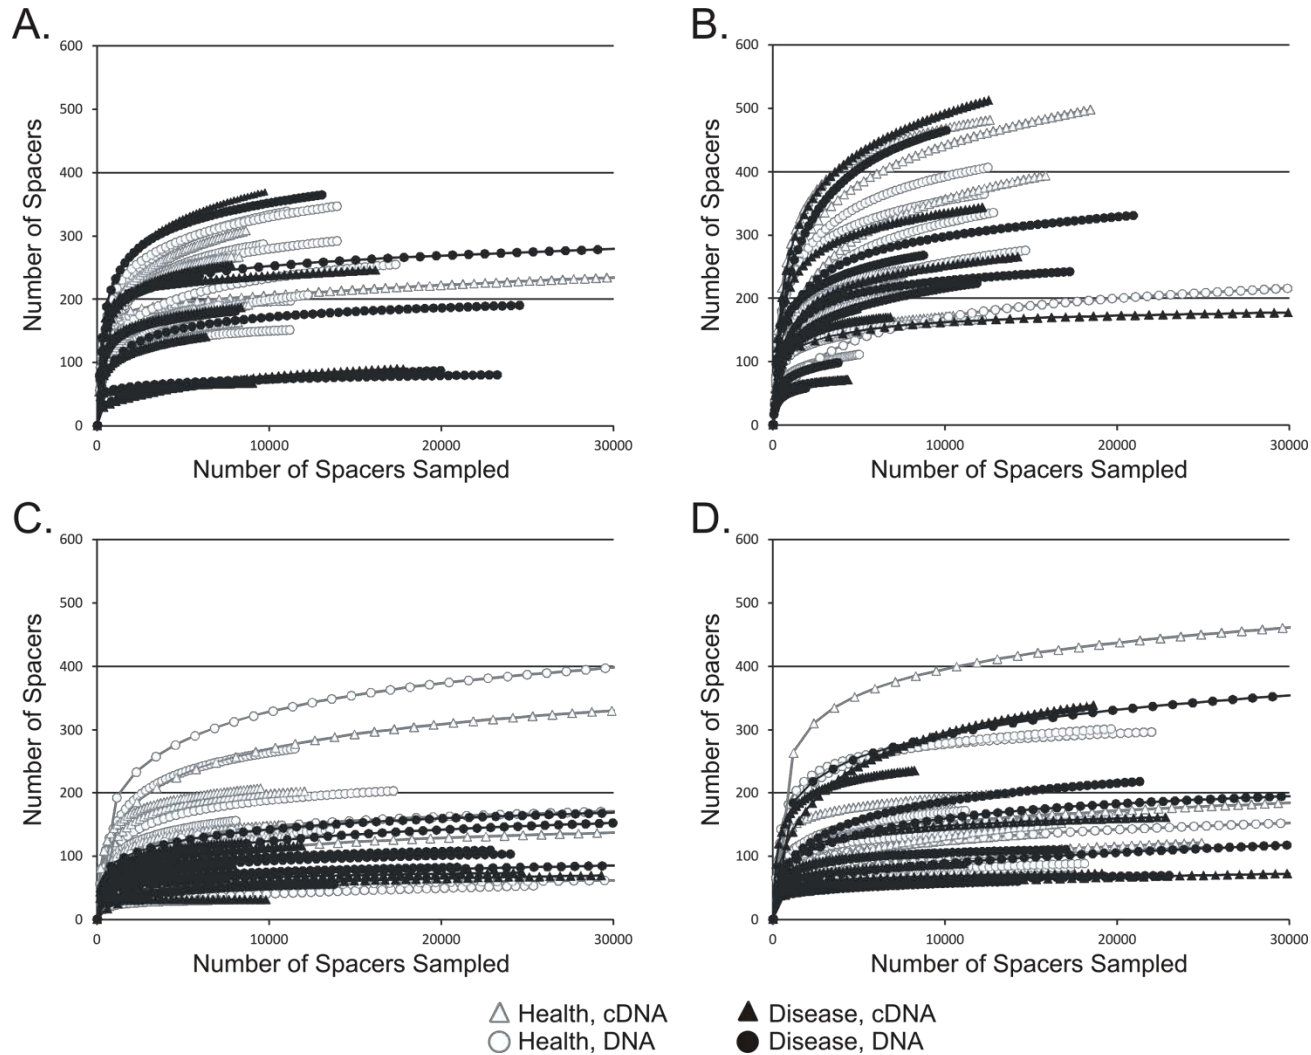 A.
600
500
400
300
200
100
0
Number of Spacers
0 10000 20000 30000
Number of Spacers Sampled
B.
600
500
400
300
200
100
0
Number of Spacers
0 10000 20000 30000
Number of Spacers Sampled
C.
600
500
400
300
200
100
0
Number of Spacers
0 10000 20000 30000
Number of Spacers Sampled
D.
600
500
400
300
200
100
0
Number of Spacers
0 10000 20000 30000
Number of Spacers Sampled
Health, cDNA
Health, DNA
Disease, cDNA
Disease, DNA